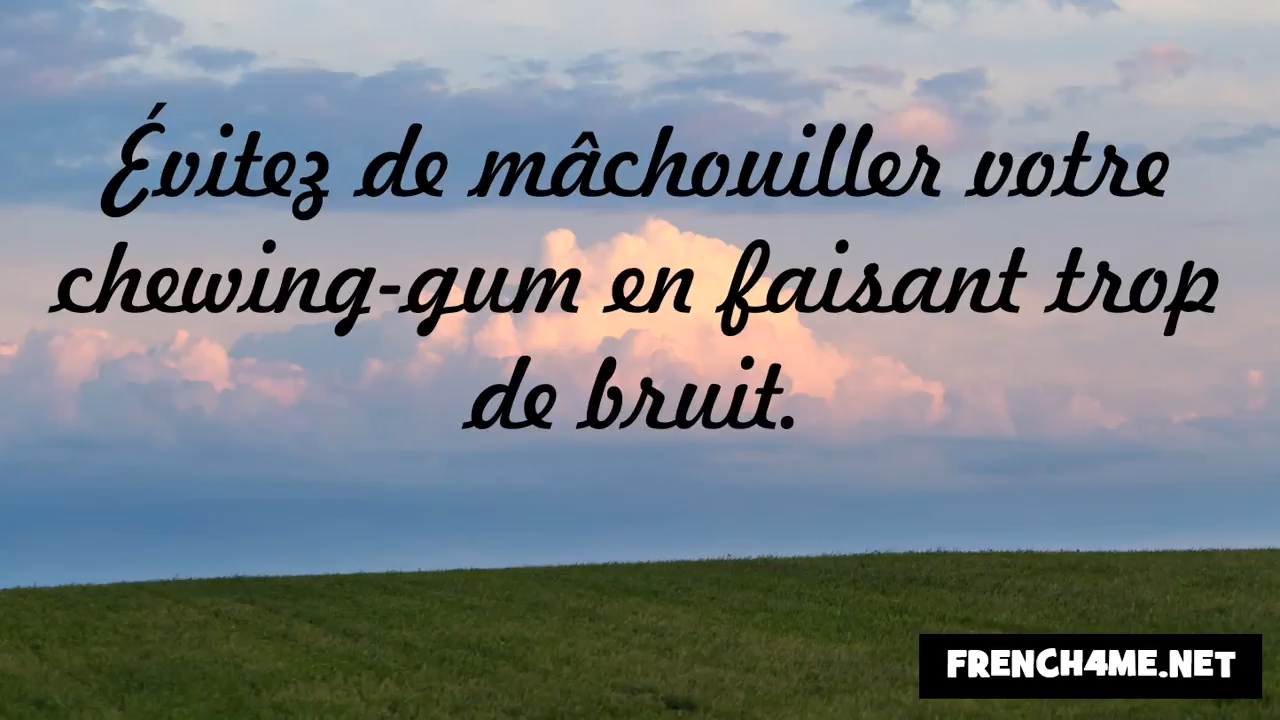 Évitez de mâchouiller votre
chewing-gum en faisant trop
de bruit.
FRENCH4ME.NET